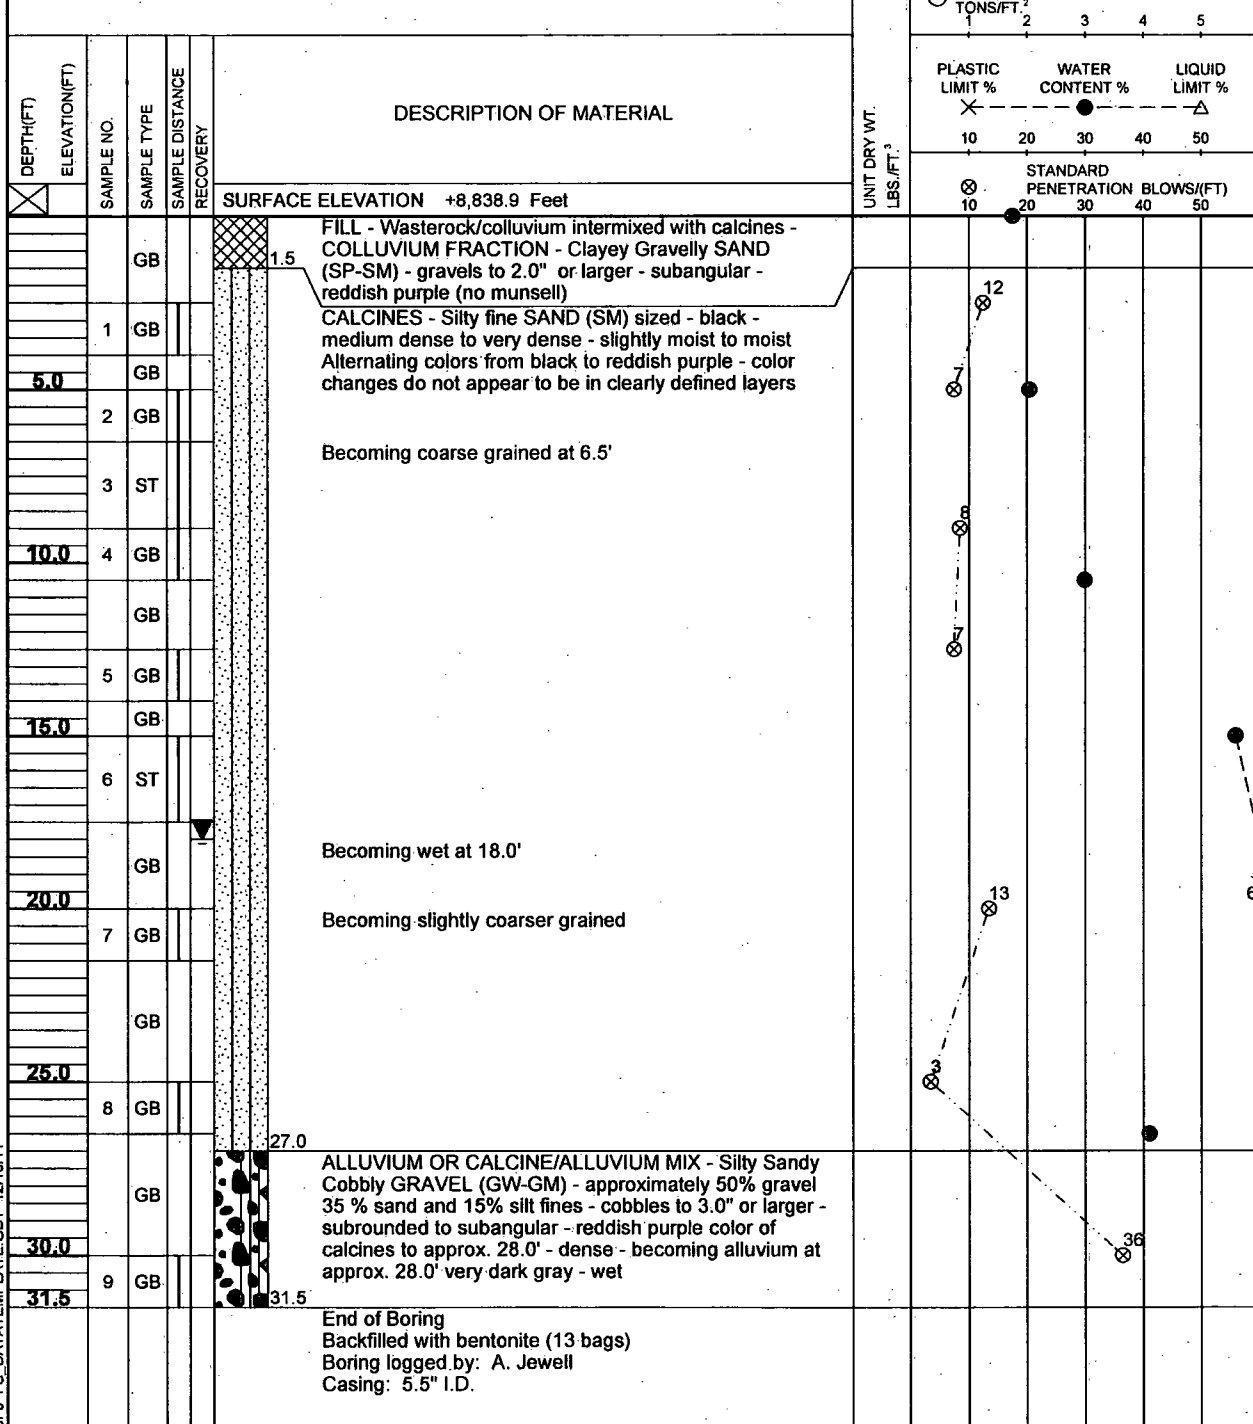 TONS/FT.²
1 2 3 4 5
PLASTIC LIMIT %
WATER CONTENT %
LIQUID LIMIT %
10 20 30 40 50
STANDARD
PENETRATION BLOWS/(FT)
10 20 30 40 50
DEPTH(FT)
ELEVATION(FT)
SAMPLE NO.
SAMPLE TYPE
SAMPLE DISTANCE
RECOVERY
DESCRIPTION OF MATERIAL
UNIT DRY WT.
LBS./FT.³
SURFACE ELEVATION +8,838.9 Feet
GB
1.5
FILL - Wasterock/colluvium intermixed with calcines -
COLLUVIUM FRACTION - Clayey Gravelly SAND
(SP-SM) - gravels to 2.0" or larger - subangular -
reddish purple (no munsell)
1 GB
12
CALCINES - Silty fine SAND (SM) sized - black -
medium dense to very dense - slightly moist to moist
Alternating colors from black to reddish purple - color
changes do not appear to be in clearly defined layers
GB
5.0
7
2 GB
Becoming coarse grained at 6.5'
3 ST
8
10.0
4 GB
GB
7
5 GB
GB
15.0
6 ST
Becoming wet at 18.0'
GB
20.0
13
6
Becoming slightly coarser grained
7 GB
GB
25.0
3
8 GB
27.0
ALLUVIUM OR CALCINE/ALLUVIUM MIX - Silty Sandy
Cobbly GRAVEL (GW-GM) - approximately 50% gravel
35 % sand and 15% silt fines - cobbles to 3.0" or larger -
subrounded to subangular - reddish purple color of
calcines to approx. 28.0' - dense - becoming alluvium at
approx. 28.0' very dark gray - wet
GB
30.0
36
9 GB
31.5
31.5
End of Boring
Backfilled with bentonite (13 bags)
Boring logged by: A. Jewell
Casing: 5.5" I.D.